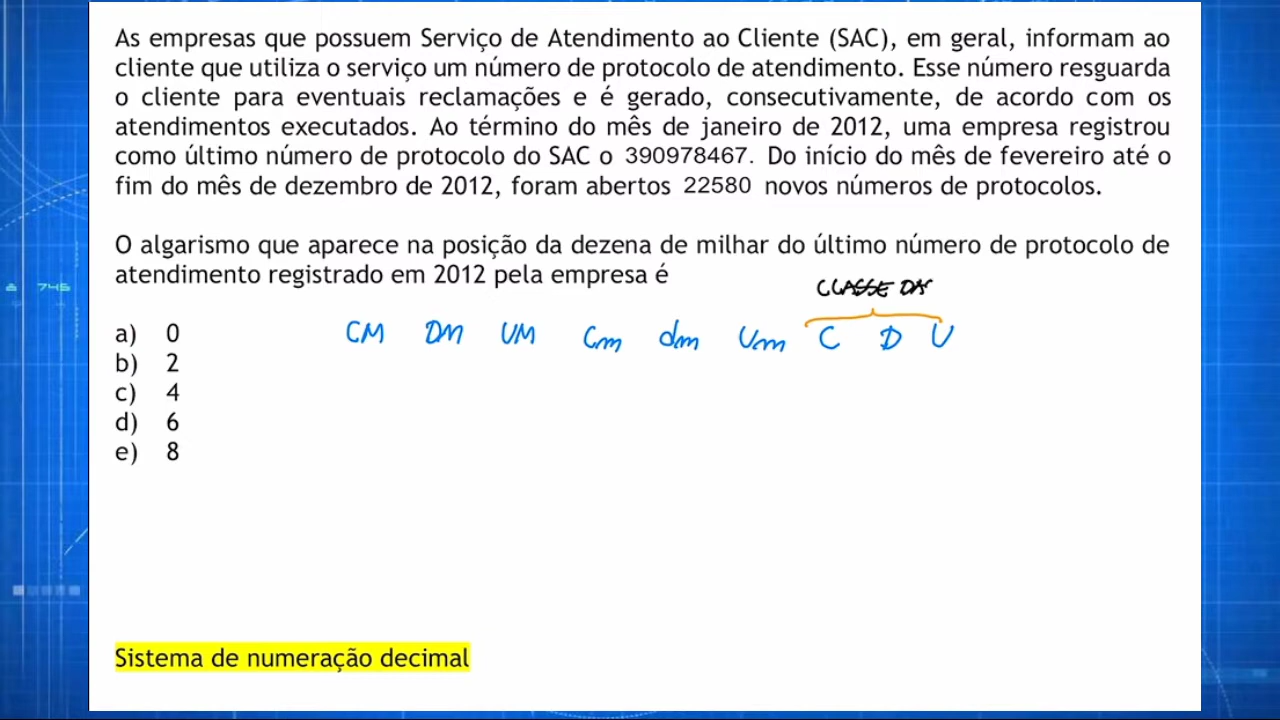 As empresas que possuem Serviço de Atendimento ao Cliente (SAC), em geral, informam ao
cliente que utiliza o serviço um número de protocolo de atendimento. Esse número resguarda
o cliente para eventuais reclamações e é gerado, consecutivamente, de acordo com os
atendimentos executados. Ao término do mês de janeiro de 2012, uma empresa registrou
como último número de protocolo do SAC o 390978467. Do início do mês de fevereiro até o
fim do mês de dezembro de 2012, foram abertos 22580 novos números de protocolos.
O algarismo que aparece na posição da dezena de milhar do último número de protocolo de
atendimento registrado em 2012 pela empresa é
CLASSE DAS
a) 0
CM DM UM Cm dm Um C D U
b) 2
745
c) 4
d) 6
e) 8
Sistema de numeração decimal